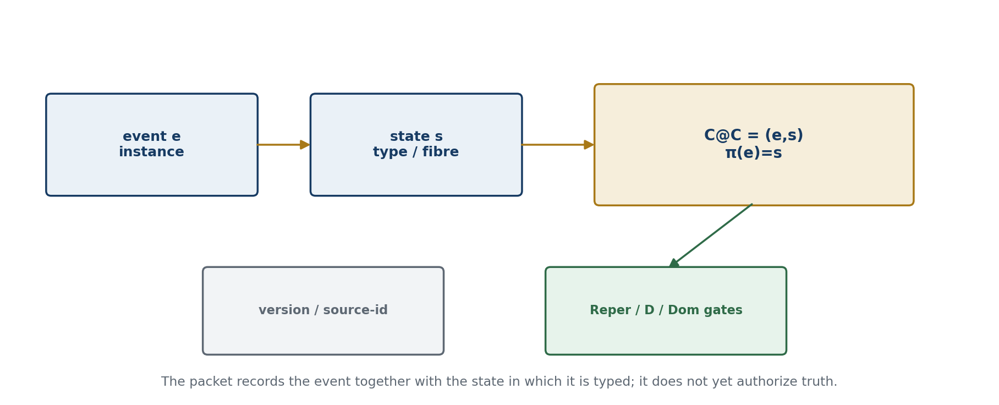 event e
instance
state s
type / fibre
C@C = (e,s)
π(e)=s
version / source-id
Reper / D / Dom gates
The packet records the event together with the state in which it is typed; it does not yet authorize truth.